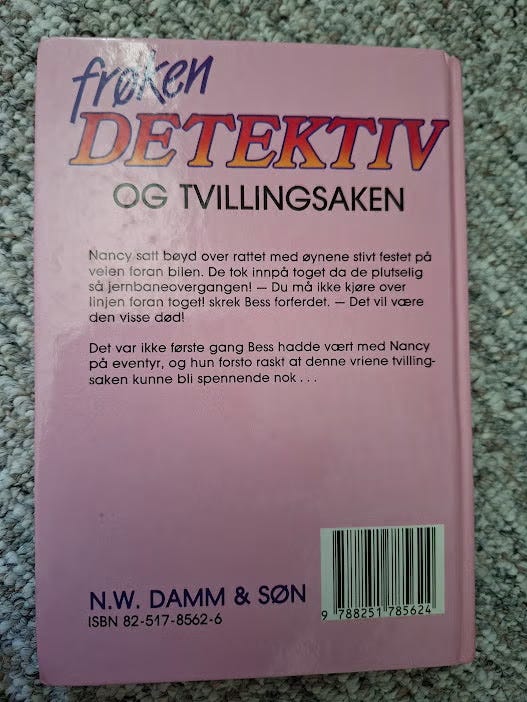 frøken
DETEKTIV
OG TVILLINGSAKEN
Nancy satt bøyd over rattet med øynene stivt festet på
veien foran bilen. De tok innpå toget da de plutselig
så jernbaneovergangen! — Du må ikke kjøre over
linjen foran toget! skrek Bess forferdet. — Det vil være
den visse død!
Det var ikke første gang Bess hadde vært med Nancy
på eventyr, og hun forsto raskt at denne vriene tvilling-
saken kunne bli spennende nok . . .
N.W. DAMM & SØN
ISBN 82-517-8562-6
9 788251 785624